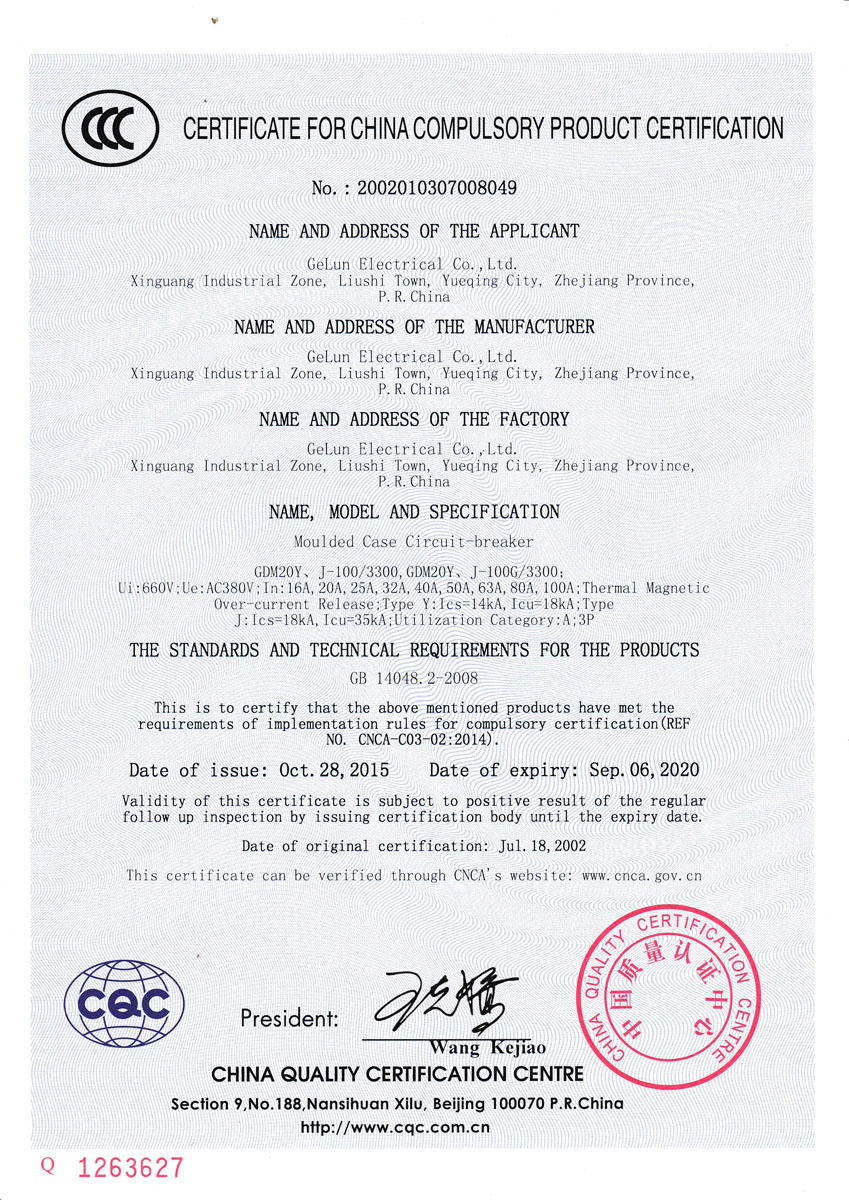 CCC
CERTIFICATE FOR CHINA COMPULSORY PRODUCT CERTIFICATION
No.: 2002010307008049
NAME AND ADDRESS OF THE APPLICANT
GeLun Electrical Co.,Ltd.
Xinguang Industrial Zone, Liushi Town, Yueqing City, Zhejiang Province,
P.R.China
NAME AND ADDRESS OF THE MANUFACTURER
GeLun Electrical Co.,Ltd.
Xinguang Industrial Zone, Liushi Town, Yueqing City, Zhejiang Province,
P.R.China
NAME AND ADDRESS OF THE FACTORY
GeLun Electrical Co.,Ltd.
Xinguang Industrial Zone, Liushi Town, Yueqing City, Zhejiang Province,
P.R.China
NAME, MODEL AND SPECIFICATION
Moulded Case Circuit-breaker
GDM20Y、J-100/3300,GDM20Y、J-100G/3300;
Ui:660V;Ue:AC380V;In:16A,20A,25A,32A,40A,50A,63A,80A,100A;Thermal Magnetic
Over-current Release;Type Y:Ics=14kA,Icu=18kA;Type
J:Ics=18kA,Icu=35kA;Utilization Category:A;3P
THE STANDARDS AND TECHNICAL REQUIREMENTS FOR THE PRODUCTS
GB 14048.2-2008
This is to certify that the above mentioned products have met the
requirements of implementation rules for compulsory certification(REF
NO. CNCA-C03-02:2014).
Date of issue: Oct.28,2015 Date of expiry: Sep.06,2020
Validity of this certificate is subject to positive result of the regular
follow up inspection by issuing certification body until the expiry date.
Date of original certification: Jul.18,2002
This certificate can be verified through CNCA's website: www.cnca.gov.cn
CHINA QUALITY CERTIFICATION CENTRE
中国质量认证中心
CQC
President:
王克娇
Wang Kejiao
CHINA QUALITY CERTIFICATION CENTRE
Section 9,No.188,Nansihuan Xilu, Beijing 100070 P.R.China
http://www.cqc.com.cn
Q 1263627